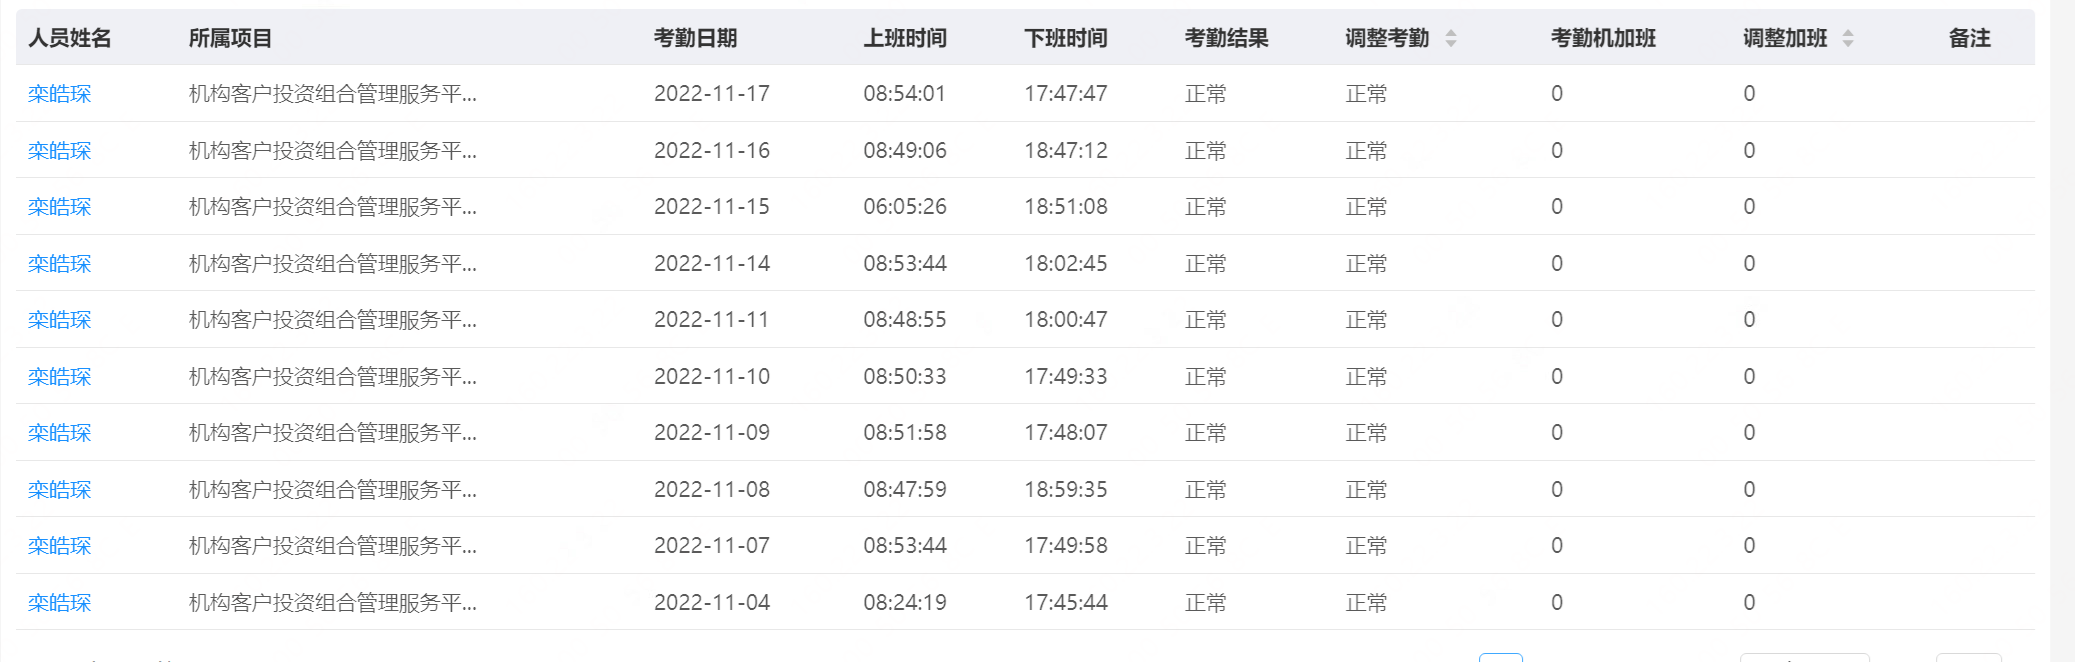 人员姓名 所属项目 考勤日期 上班时间 下班时间 考勤结果 调整考勤 考勤机加班 调整加班 备注
栾皓琛 机构客户投资组合管理服务平... 2022-11-17 08:54:01 17:47:47 正常 正常 0 0
栾皓琛 机构客户投资组合管理服务平... 2022-11-16 08:49:06 18:47:12 正常 正常 0 0
栾皓琛 机构客户投资组合管理服务平... 2022-11-15 06:05:26 18:51:08 正常 正常 0 0
栾皓琛 机构客户投资组合管理服务平... 2022-11-14 08:53:44 18:02:45 正常 正常 0 0
栾皓琛 机构客户投资组合管理服务平... 2022-11-11 08:48:55 18:00:47 正常 正常 0 0
栾皓琛 机构客户投资组合管理服务平... 2022-11-10 08:50:33 17:49:33 正常 正常 0 0
栾皓琛 机构客户投资组合管理服务平... 2022-11-09 08:51:58 17:48:07 正常 正常 0 0
栾皓琛 机构客户投资组合管理服务平... 2022-11-08 08:47:59 18:59:35 正常 正常 0 0
栾皓琛 机构客户投资组合管理服务平... 2022-11-07 08:53:44 17:49:58 正常 正常 0 0
栾皓琛 机构客户投资组合管理服务平... 2022-11-04 08:24:19 17:45:44 正常 正常 0 0